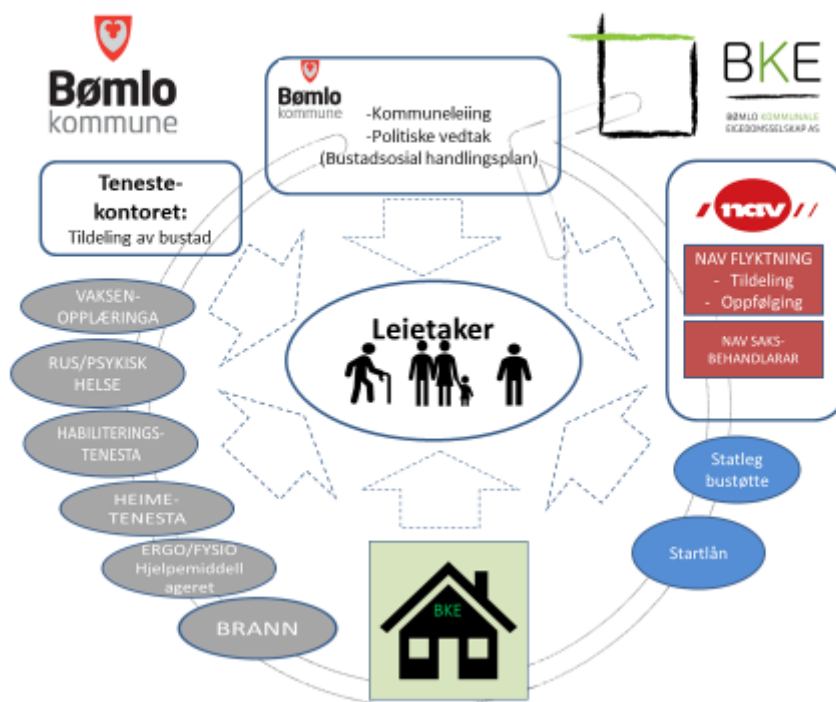 Bømlo
kommune
Bømlo
kommune
-Kommuneleiing
-Politiske vedtak
(Bustadsosial handlingsplan)
BKE
BØMLO KOMMUNALE
EIGEDOMSSELSKAP AS
Teneste-
kontoret:
Tildeling av bustad
nav
NAV FLYKTNING
- Tildeling
- Oppfølging
NAV SAKS-
BEHANDLARAR
VAKSEN-
OPPLÆRINGA
RUS/PSYKISK
HELSE
HABILITERINGS-
TENESTA
HEIME-
TENESTA
ERGO/FYSIO
Hjelpemiddell
ageret
BRANN
Leietaker
Statleg
bustøtte
Startlån
BKE